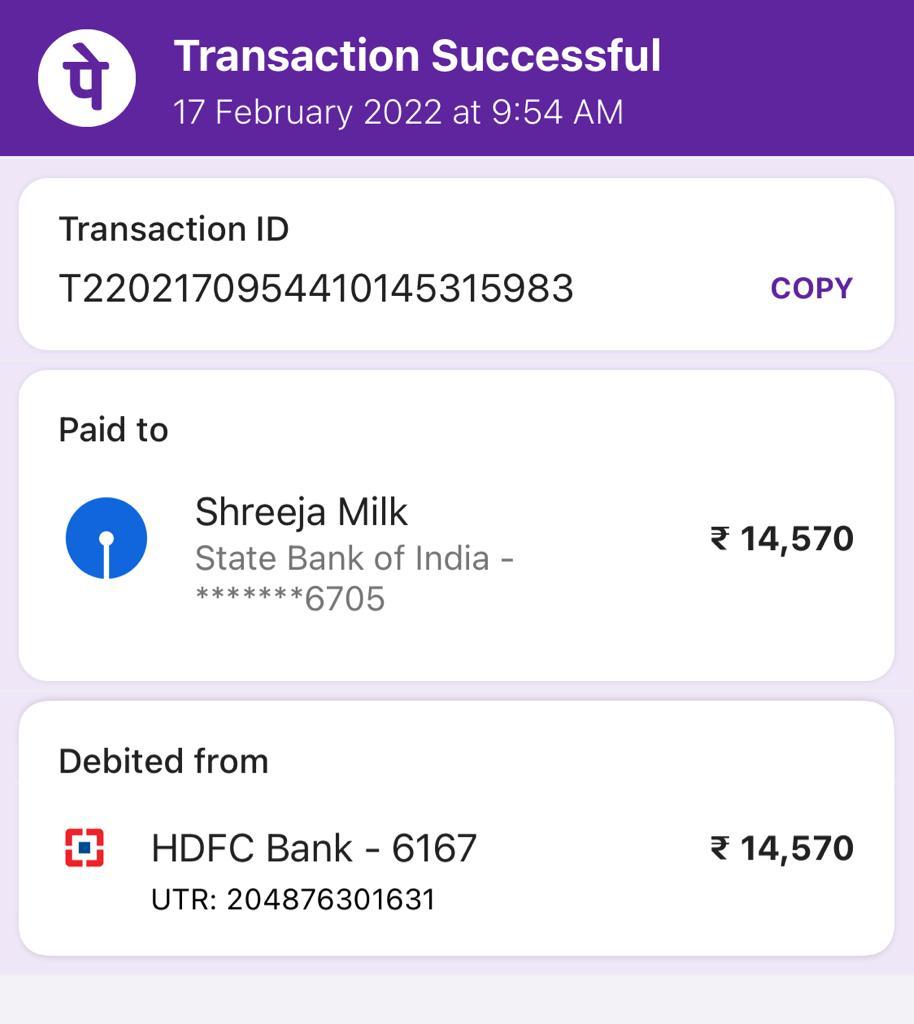 पे
Transaction Successful
17 February 2022 at 9:54 AM
Transaction ID
T2202170954410145315983
COPY
Paid to
Shreeja Milk
₹ 14,570
State Bank of India -
*******6705
Debited from
HDFC Bank - 6167
₹ 14,570
UTR: 204876301631